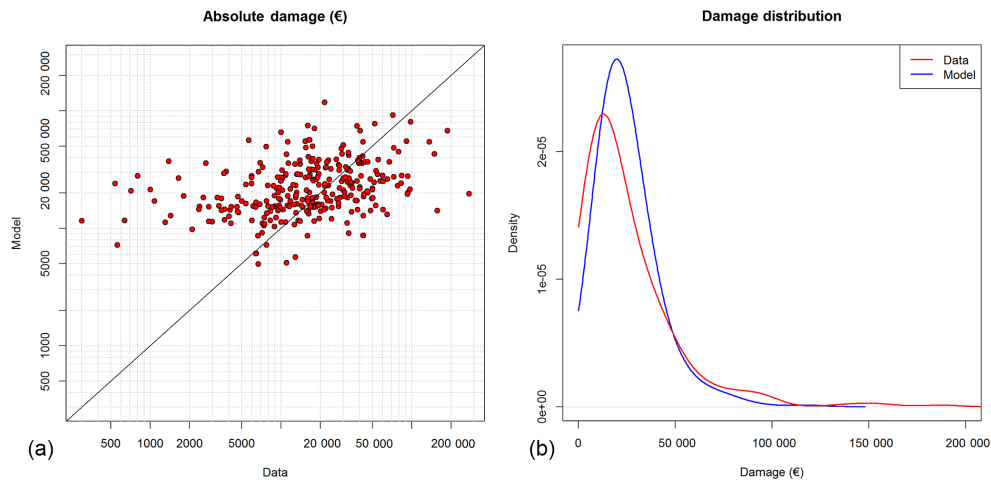 Absolute damage (€)
Damage distribution
Model
200 000
50 000
20 000
5000
1000
500
500
1000
2000
5000
20 000
50 000
200 000
Data
(a)
Data
Model
Density
2e-05
1e-05
0e+00
0
50 000
100 000
150 000
200 000
Damage (€)
(b)